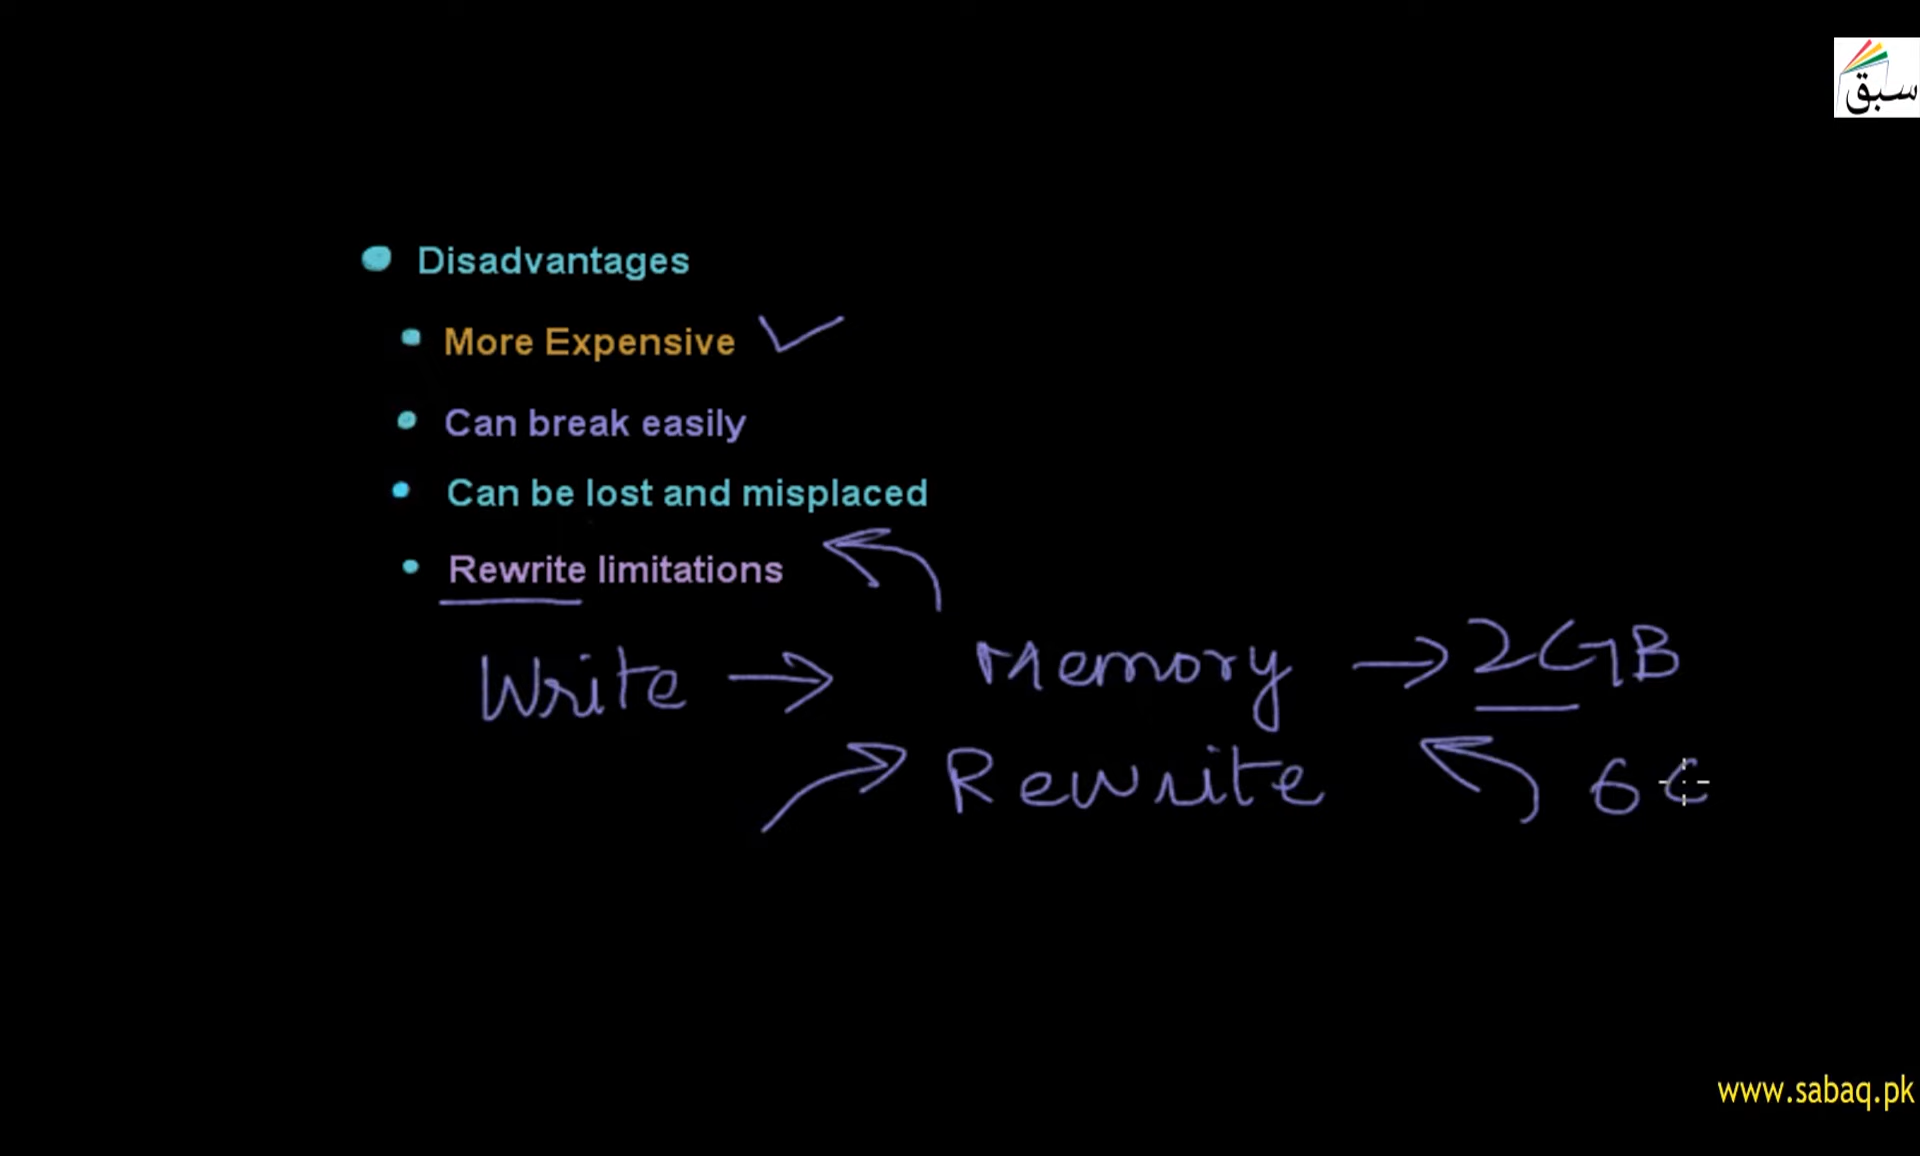 سبق
Disadvantages
More Expensive
Can break easily
Can be lost and misplaced
Rewrite limitations
Write → Memory → 2GB
Rewrite 6
www.sabaq.pk